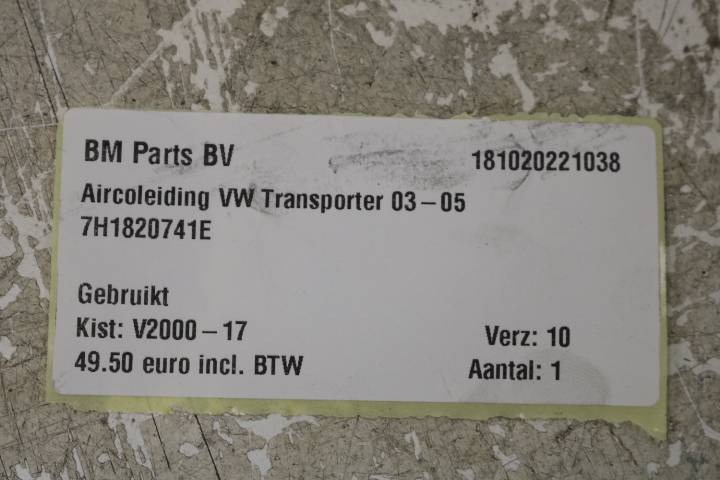 BM Parts BV 181020221038
Aircoleiding VW Transporter 03-05
7H1820741E
Gebruikt
Kist: V2000-17 Verz: 10
49.50 euro incl. BTW Aantal: 1